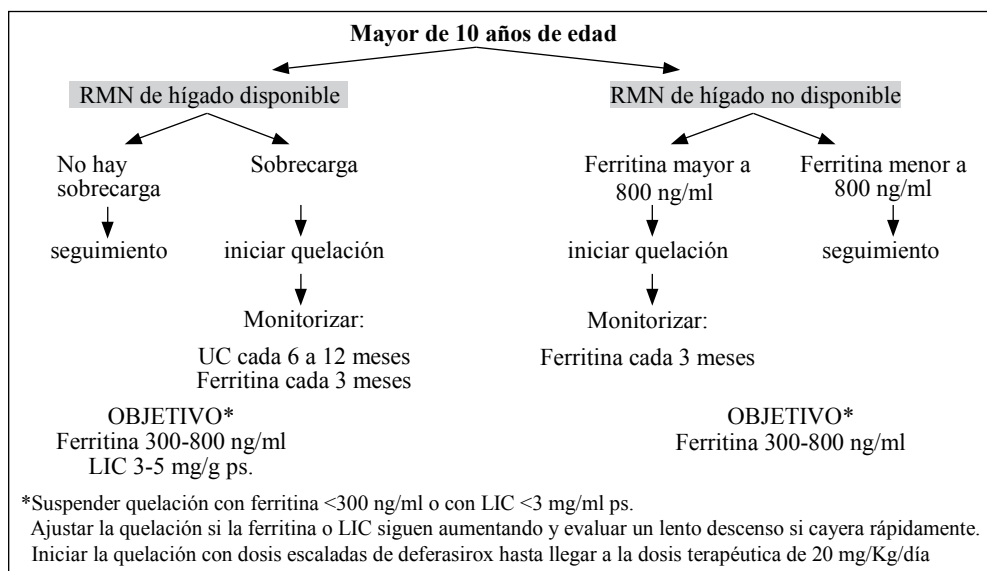 Mayor de 10 años de edad
RMN de hígado disponible
RMN de hígado no disponible
No hay
sobrecarga
Sobrecarga
Ferritina mayor a
800 ng/ml
Ferritina menor a
800 ng/ml
seguimiento
iniciar quelación
iniciar quelación
seguimiento
Monitorizar:
UC cada 6 a 12 meses
Ferritina cada 3 meses
Monitorizar:
Ferritina cada 3 meses
OBJETIVO*
Ferritina 300-800 ng/ml
LIC 3-5 mg/g ps.
OBJETIVO*
Ferritina 300-800 ng/ml
*Suspender quelación con ferritina <300 ng/ml o con LIC <3 mg/ml ps.
Ajustar la quelación si la ferritina o LIC siguen aumentando y evaluar un lento descenso si cayera rápidamente.
Iniciar la quelación con dosis escaladas de deferasirox hasta llegar a la dosis terapéutica de 20 mg/Kg/día